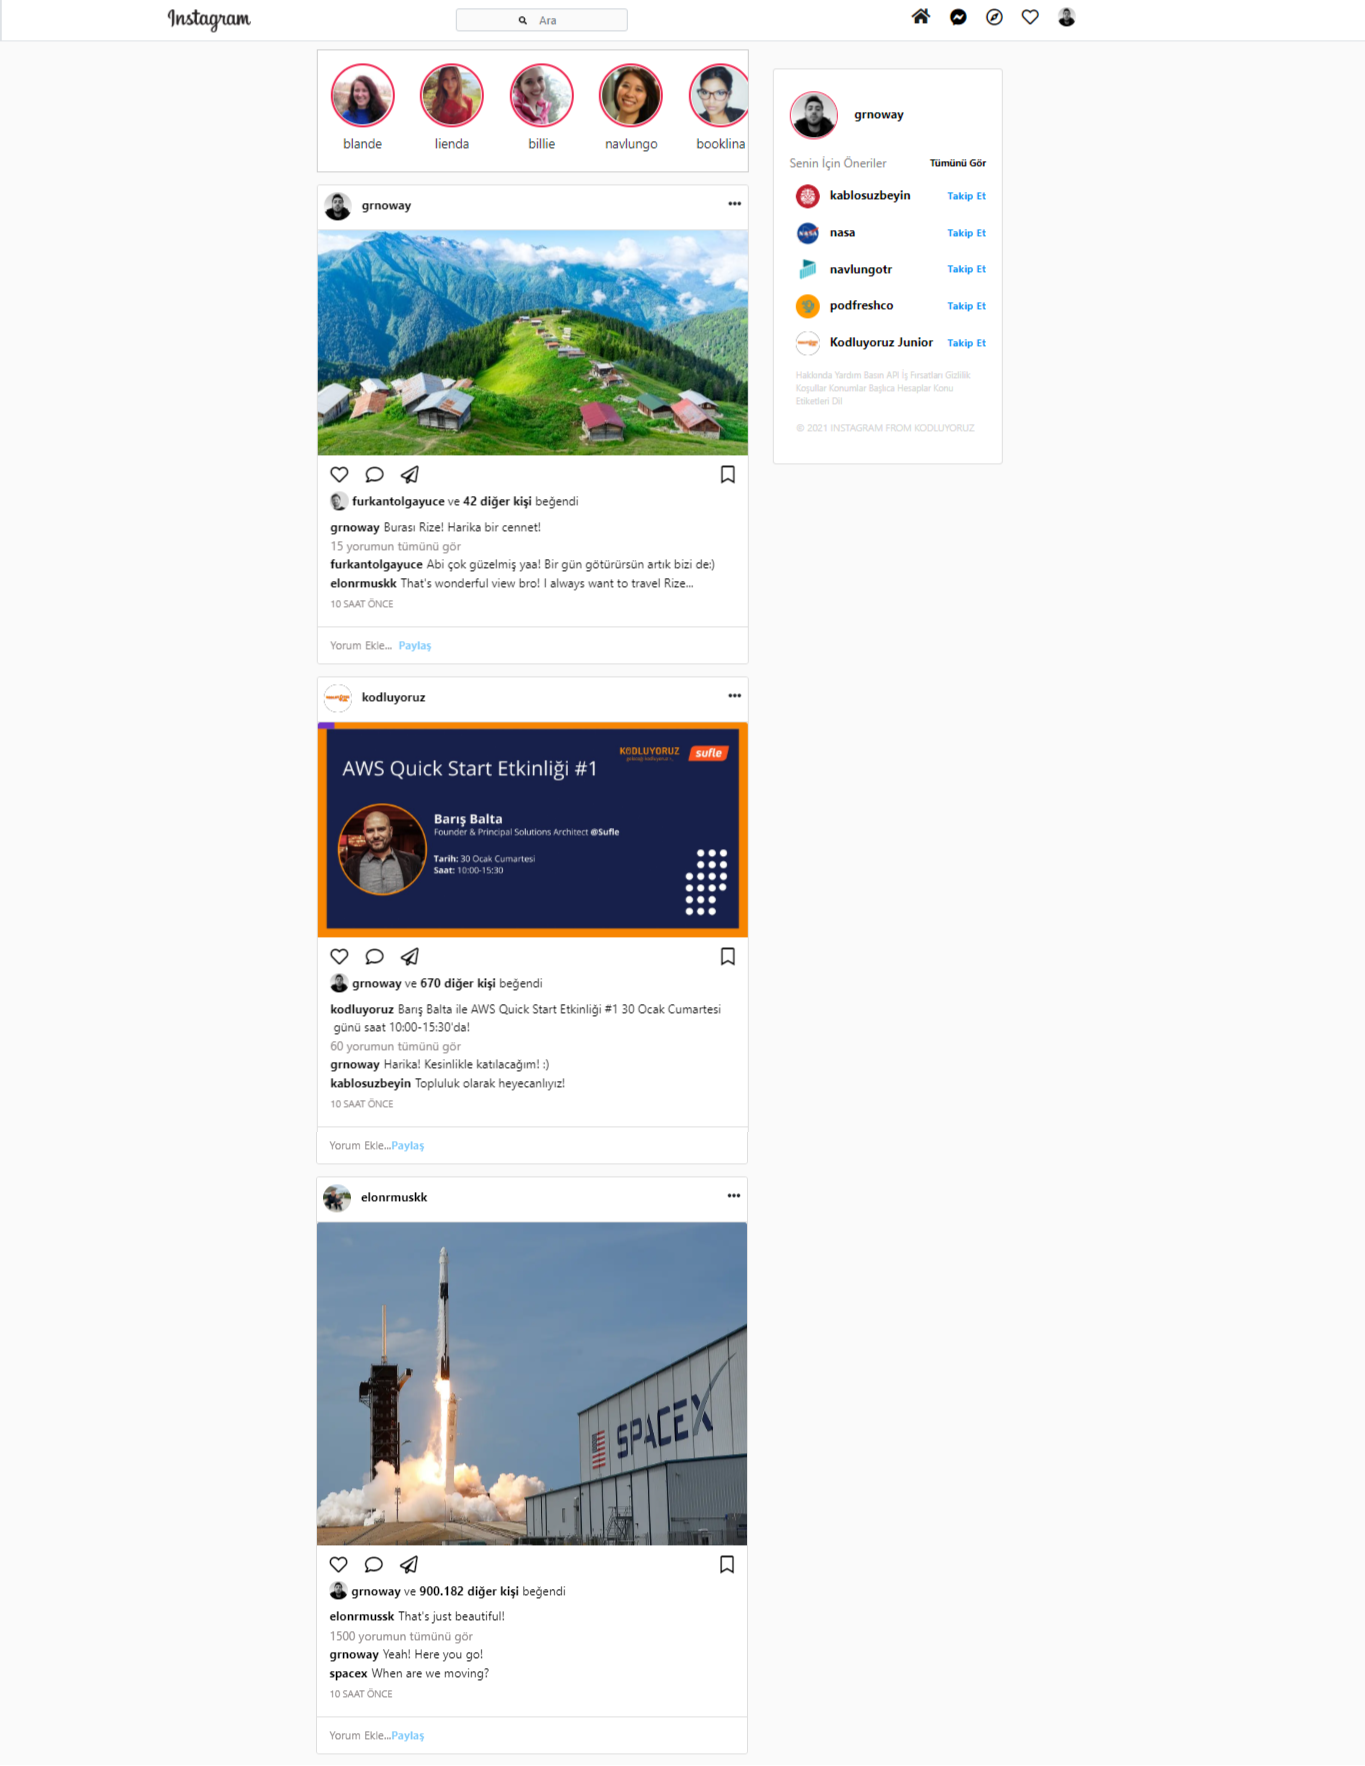 Instagram
Ara
blande
lienda
billie
navlungo
booklina
grnoway
Burası Rize! Harika bir cennet!
furkantolgayuce ve 42 diğer kişi beğendi
grnoway Burası Rize! Harika bir cennet!
15 yorumun tümünü gör
furkantolgayuce Abi çok güzelmiş yaa! Bir gün götürürsün artık bizi de:)
elonrmuskk That's wonderful view bro! I always want to travel Rize...
10 SAAT ÖNCE
Yorum Ekle... Paylaş
kodluyoruz
KODLUYORUZ
sufle
AWS Quick Start Etkinliği #1
Barış Balta
Founder & Principal Solutions Architect @Sufle
Tarih: 30 Ocak Cumartesi
Saat: 10:00-15:30
grnoway ve 670 diğer kişi beğendi
kodluyoruz Barış Balta ile AWS Quick Start Etkinliği #1 30 Ocak Cumartesi
günü saat 10:00-15:30'da!
60 yorumun tümünü gör
grnoway Harika! Kesinlikle katılacağım! :)
kablosuzbeyin Topluluk olarak heyecanlıyız!
10 SAAT ÖNCE
Yorum Ekle...Paylaş
elonrmuskk
SPACEX
grnoway ve 900.182 diğer kişi beğendi
elonrmussk That's just beautiful!
1500 yorumun tümünü gör
grnoway Yeah! Here you go!
spacex When are we moving?
10 SAAT ÖNCE
Yorum Ekle...Paylaş
grnoway
Senin İçin Öneriler Tümünü Gör
kablosuzbeyin Takip Et
nasa Takip Et
navlungotr Takip Et
podfreshco Takip Et
Kodluyoruz Junior Takip Et
Hakkında Yardım Basın API İş Fırsatları Gizlilik
Koşullar Konumlar Başlıca Hesaplar Konu
Etiketleri Dil
© 2021 INSTAGRAM FROM KODLUYORUZ